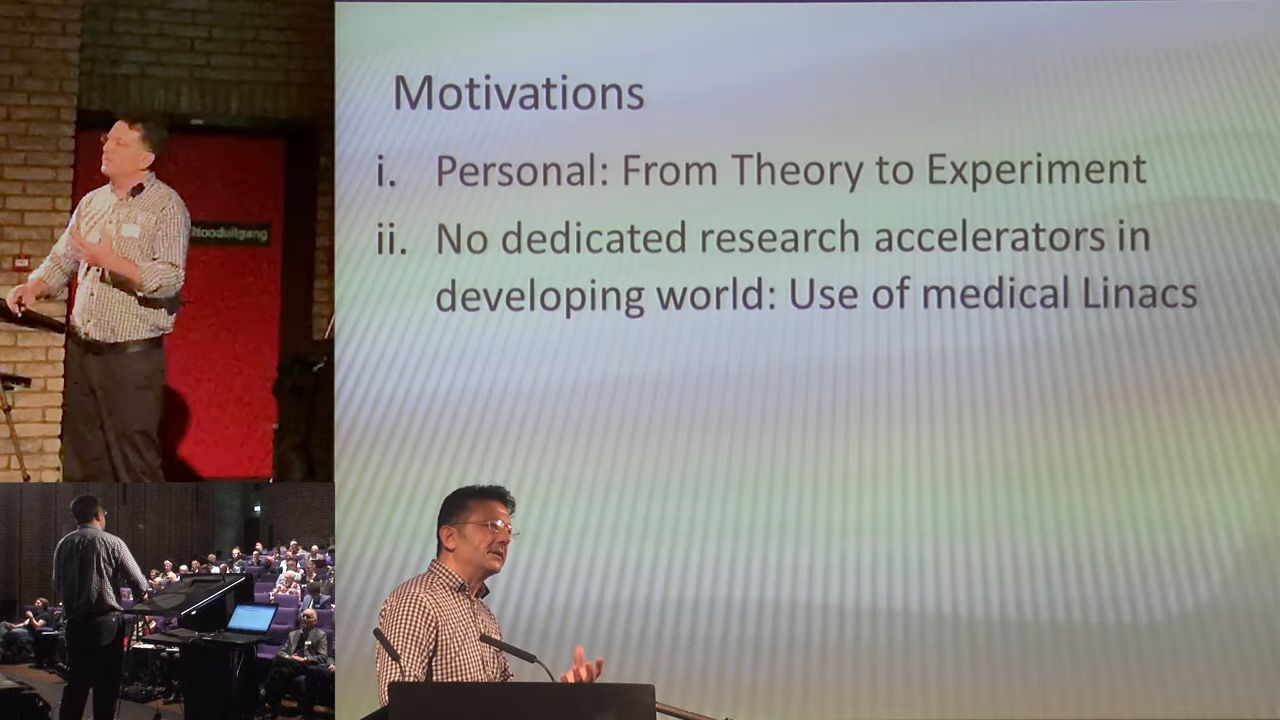 Motivations
i. Personal: From Theory to Experiment
ii. No dedicated research accelerators in
developing world: Use of medical Linacs
Nooduitgang